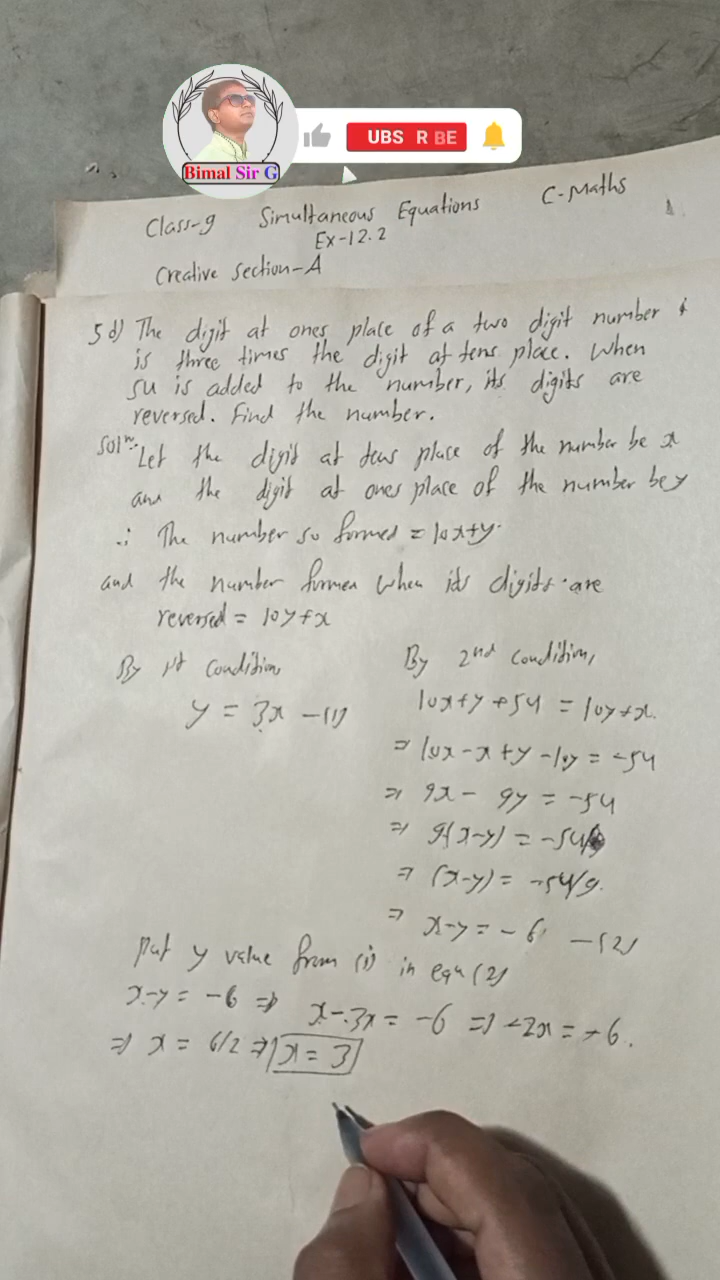 Bimal Sir G
UBS R BE
Class-9 Simultaneous Equations C-Maths
Ex-12.2
Creative section-A
5 d) The digit at ones place of a two digit number
is three times the digit at tens place. When
54 is added to the number, its digits are
reversed. Find the number.
Solⁿ:- Let the digit at tens place of the number be x
and the digit at ones place of the number be y
∴ The number so formed = 10x+y.
and the number formed when its digits are
reversed = 10y+x
By 1st condition,
y = 3x -(1)
By 2nd condition,
10x+y+54 = 10y+x.
⇒ 10x-x+y-10y = -54
⇒ 9x - 9y = -54
⇒ 9(x-y) = -54
⇒ (x-y) = -54/9.
⇒ x-y = -6 -(2)
Put y value from (i) in eqn (2)
x-y = -6 ⇒ x-3x = -6 ⇒ -2x = -6.
⇒ x = 6/2 ⇒ x = 3